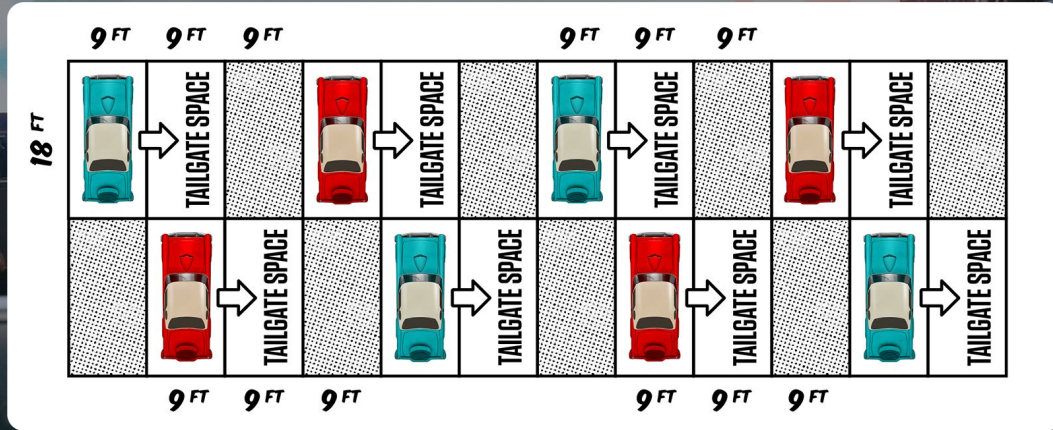 9 FT 9 FT 9 FT 9 FT 9 FT 9 FT
18 FT
TAILGATE SPACE TAILGATE SPACE TAILGATE SPACE TAILGATE SPACE
TAILGATE SPACE TAILGATE SPACE TAILGATE SPACE TAILGATE SPACE
9 FT 9 FT 9 FT 9 FT 9 FT 9 FT